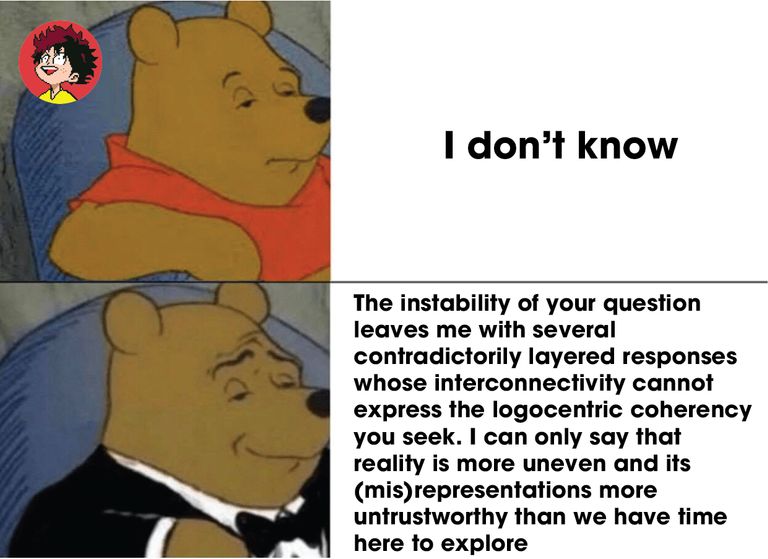 I don’t know
The instability of your question
leaves me with several
contradictorily layered responses
whose interconnectivity cannot
express the logocentric coherency
you seek. I can only say that
reality is more uneven and its
(mis)representations more
untrustworthy than we have time
here to explore